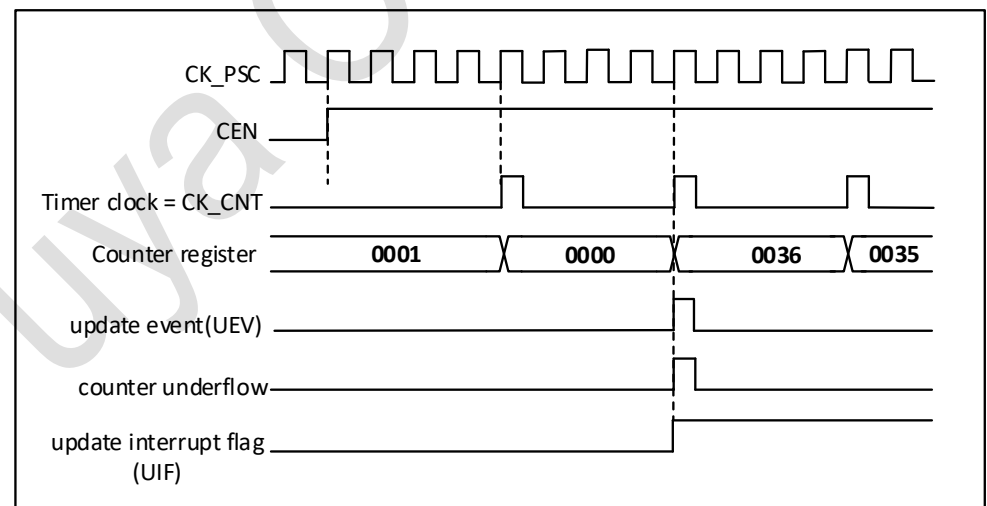 CK_PSC
CEN
Timer clock = CK_CNT
Counter register 0001 0000 0036 0035
update event(UEV)
counter underflow
update interrupt flag
(UIF)